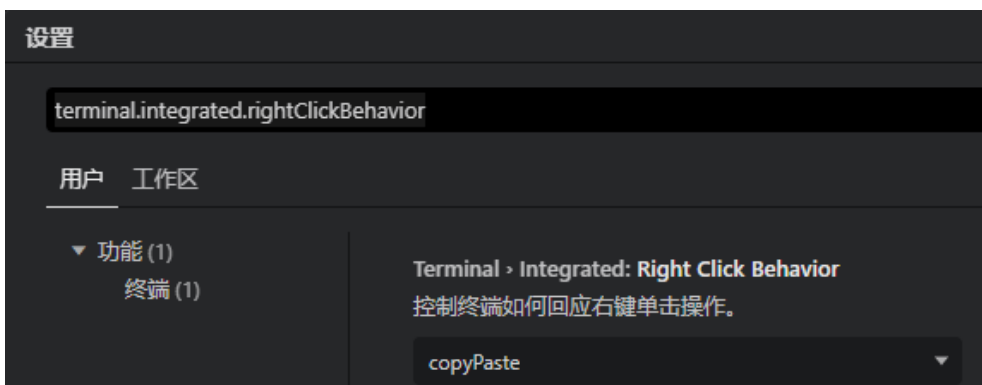 设置
terminal.integrated.rightClickBehavior
用户 工作区
功能 (1)
终端 (1)
Terminal › Integrated: Right Click Behavior
控制终端如何回应右键单击操作。
copyPaste